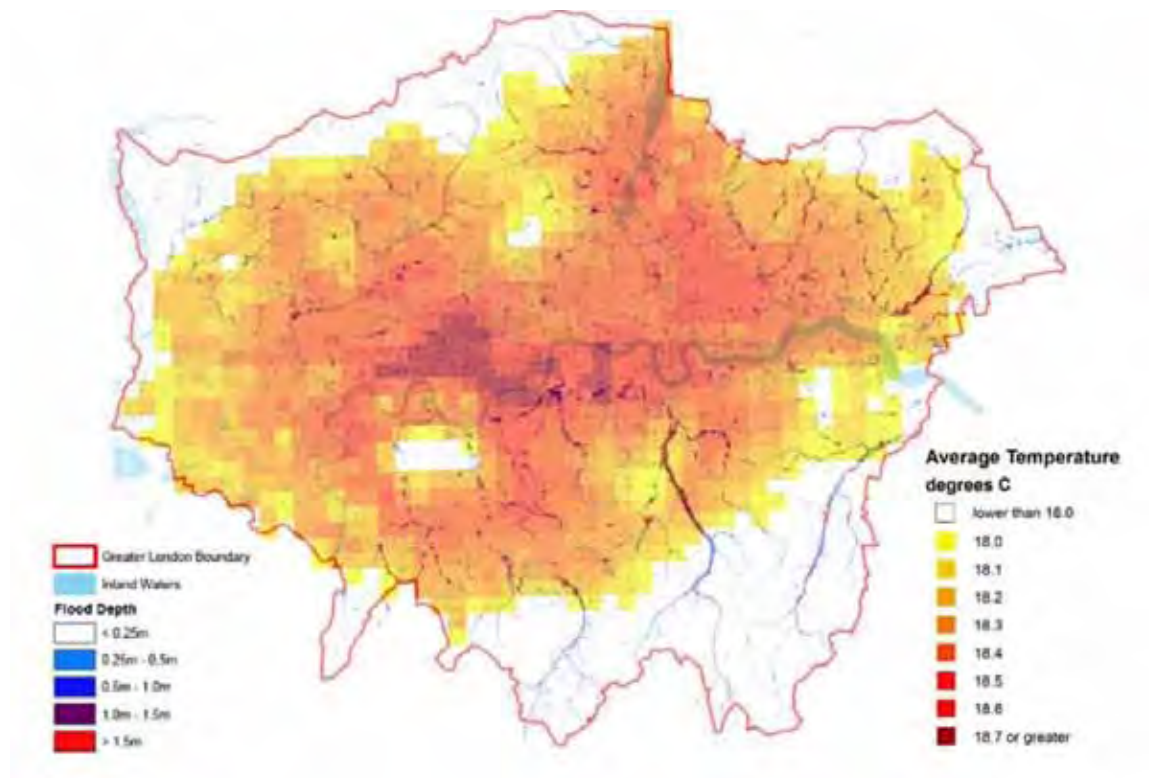 Greater London Boundary
Inland Waters
Flood Depth
< 0.25m
0.25m - 0.5m
0.5m - 1.0m
1.0m - 1.5m
> 1.5m
Average Temperature
degrees C
lower than 18.0
18.0
18.1
18.2
18.3
18.4
18.5
18.6
18.7 or greater